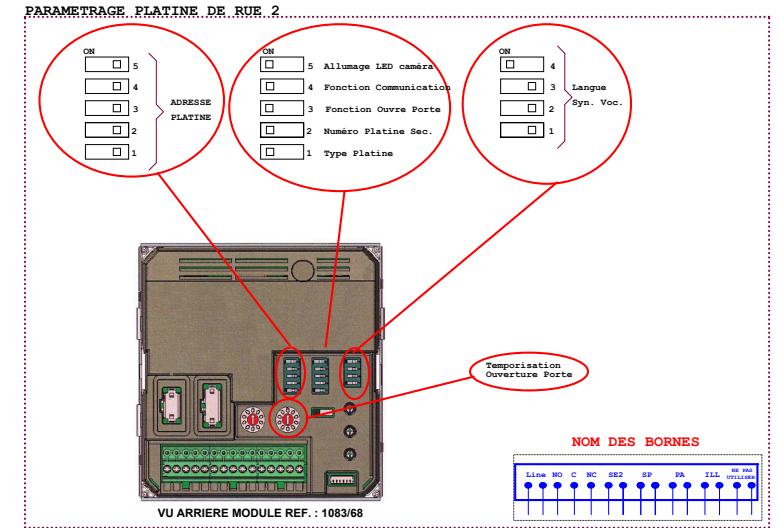 PARAMETRAGE PLATINE DE RUE 2
ON
5
4
3
2
1
ADRESSE
PLATINE
ON
5 Allumage LED caméra
4 Fonction Communication
3 Fonction Ouvre Porte
2 Numéro Platine Sec.
1 Type Platine
ON
4
3
2
1
Langue
Syn. Voc.
Temporisation
Ouverture Porte
NOM DES BORNES
Line NO C NC SE2 SP PA ILL NE PAS
UTILISER
VU ARRIERE MODULE REF. : 1083/68